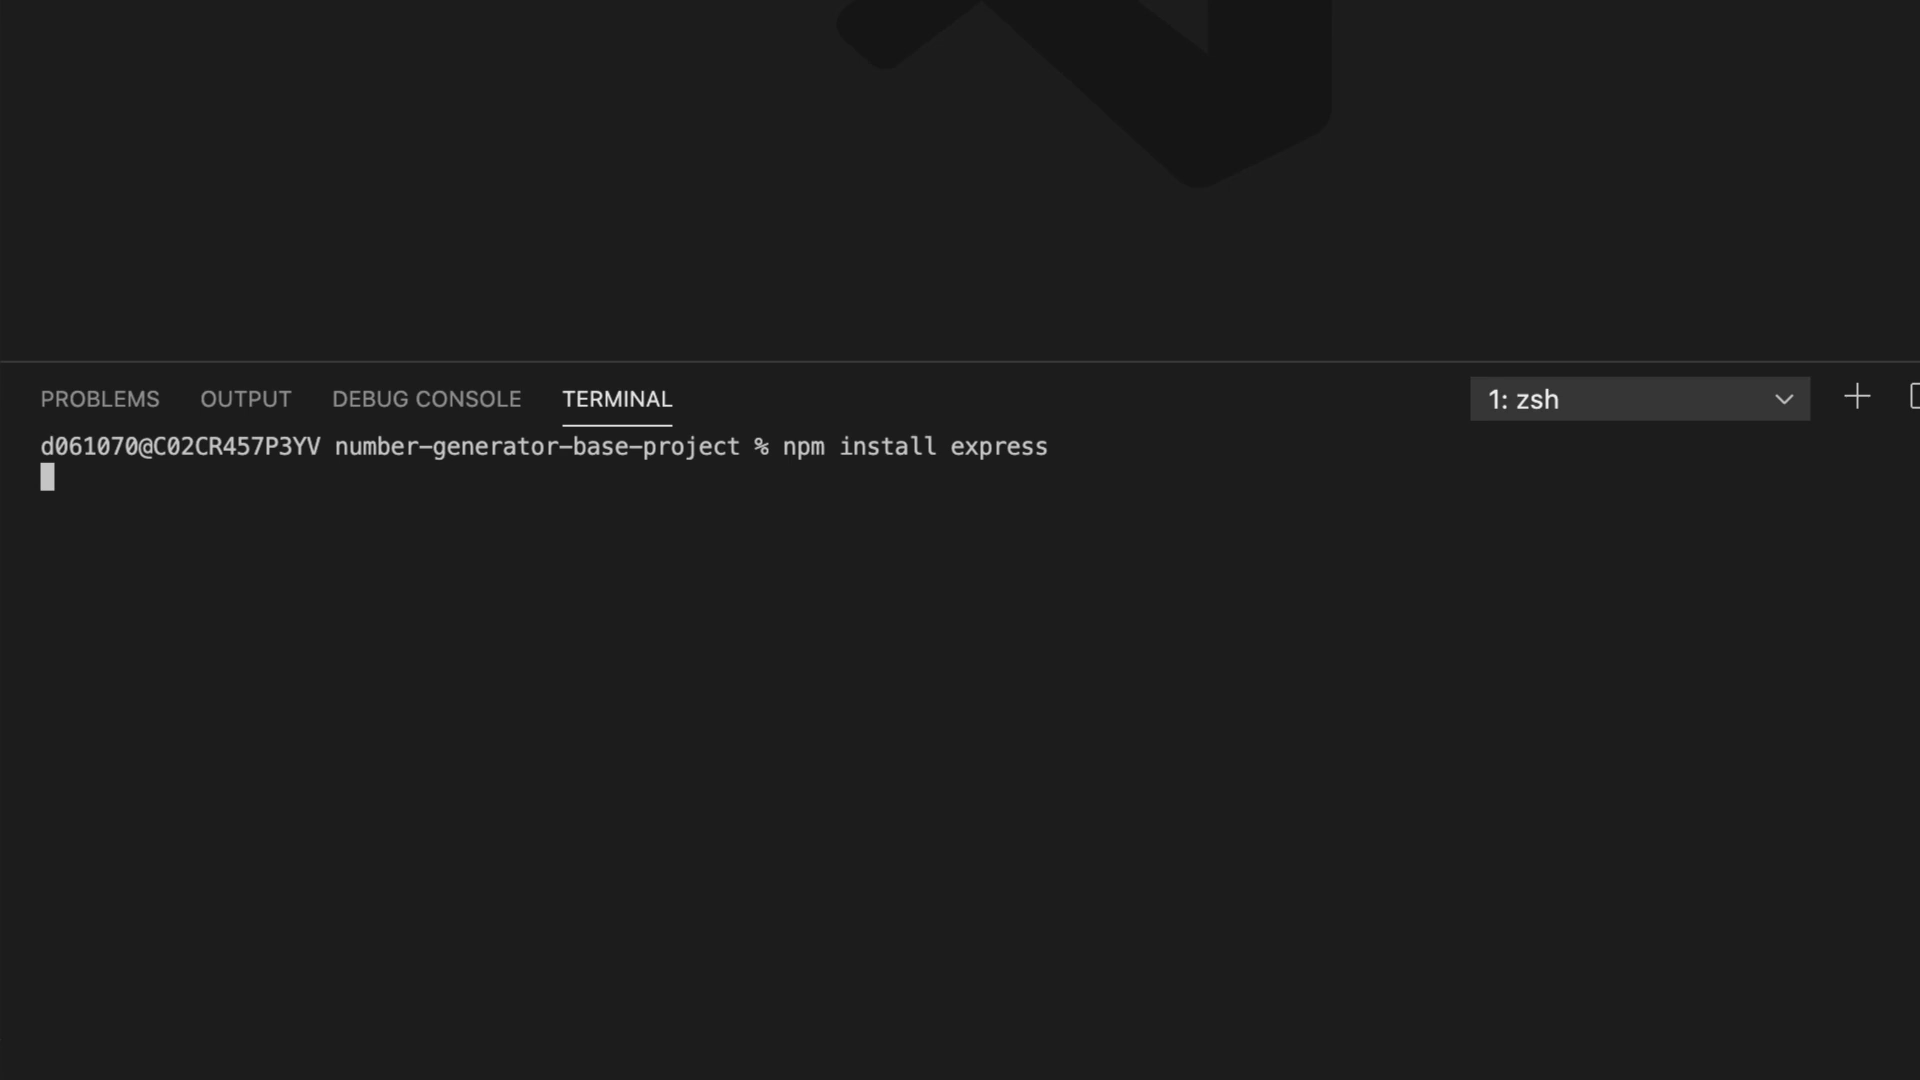 PROBLEMS OUTPUT DEBUG CONSOLE TERMINAL 1: zsh
d061070@C02CR457P3YV number-generator-base-project % npm install express